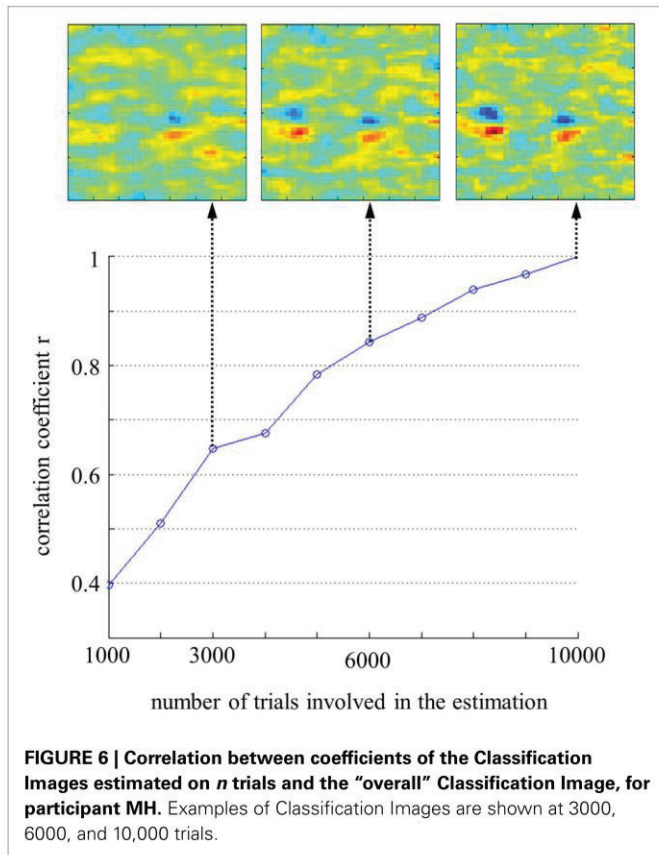 1
0.8
0.6
0.4
correlation coefficient r
1000
3000
6000
10000
number of trials involved in the estimation
FIGURE 6 | Correlation between coefficients of the Classification
Images estimated on n trials and the “overall” Classification Image, for
participant MH. Examples of Classification Images are shown at 3000,
6000, and 10,000 trials.